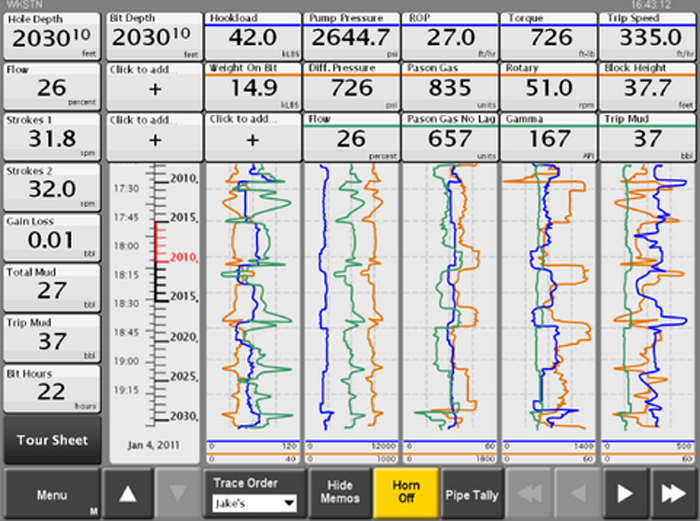 WKSTN 16:43:12
Hole Depth Bit Depth Hookload Pump Pressure ROP Torque Trip Speed
2030¹⁰ 2030¹⁰ 42.0 2644.7 27.0 726 335.0
feet feet kLBS psi ft/hr ft-lb ft/hr
Flow Click to add... Weight On Bit Diff. Pressure Pason Gas Rotary Block Height
26 + 14.9 726 835 51.0 37.7
percent kLBS psi units rpm feet
Strokes 1 Click to add... Click to add... Flow Pason Gas No Lag Gamma Trip Mud
31.8 + + 26 657 167 37
spm percent units API bbl
Strokes 2
32.0
spm
Gain Loss
0.01
bbl
Total Mud
27
bbl
Trip Mud
37
bbl
Bit Hours
22
hours
Tour Sheet
17:30 2010,
17:45 2015,
18:00 2010,
18:15
18:30 2015,
18:45 2020,
19:00 2025,
19:15 2030,
Jan 4, 2011
0 120 0 12000 0 60 0 1400 0 500
0 40 0 1000 0 1800 0 60 0
Menu M
▲ ▼
Trace Order
Jake's
Hide Memos
Horn Off
Pipe Tally